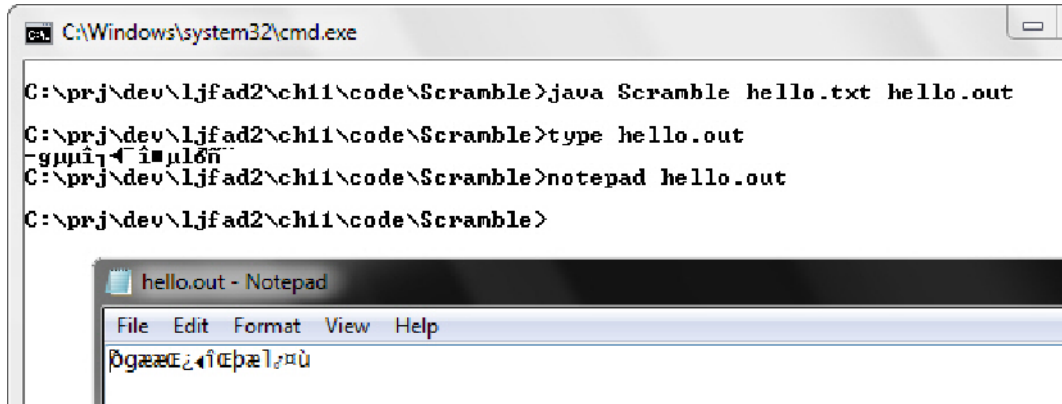 C:\Windows\system32\cmd.exe
C:\prj\dev\ljfad2\ch11\code\Scramble>java Scramble hello.txt hello.out
C:\prj\dev\ljfad2\ch11\code\Scramble>type hello.out
C:\prj\dev\ljfad2\ch11\code\Scramble>notepad hello.out
C:\prj\dev\ljfad2\ch11\code\Scramble>
hello.out - Notepad
File Edit Format View Help